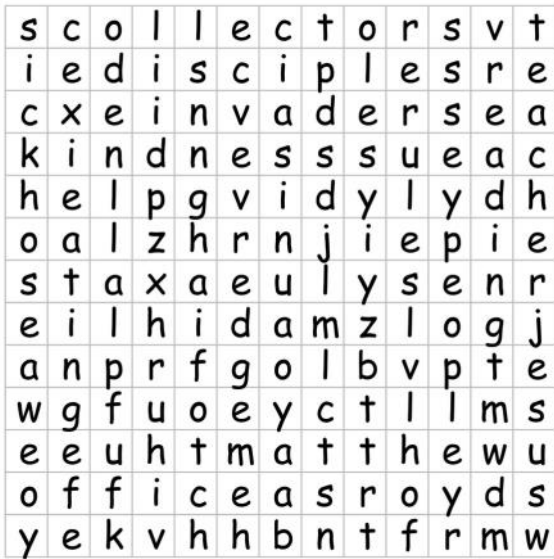 s c o l l e c t o r s v t
i e d i s c i p l e s r e
c x e i n v a d e r s e a
k i n d n e s s s u e a c
h e l p g v i d y l y d h
o a l z h r n j i e p i e
s t a x a e u l y s e n r
e i l h i d a m z l o g j
a n p r f g o l b v p t e
w g f u o e y c t l l m s
e e u h t m a t t h e w u
o f f i c e a s r o y d s
y e k v h h b n t f r m w